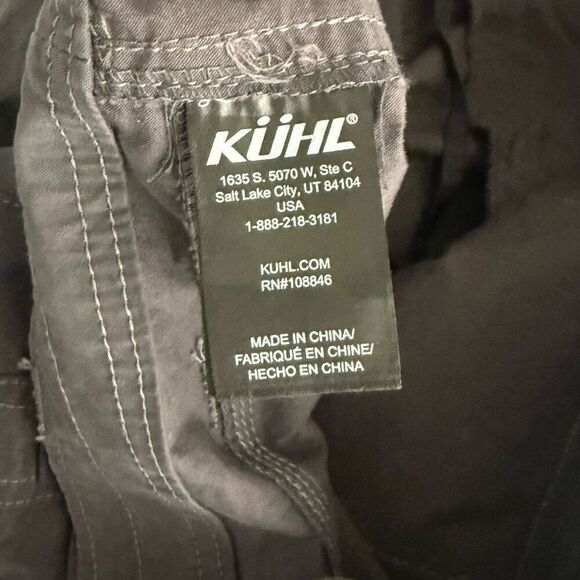 KÜHL®
1635 S. 5070 W, Ste C
Salt Lake City, UT 84104
USA
1-888-218-3181
KUHL.COM
RN#108846
MADE IN CHINA/
FABRIQUÉ EN CHINE/
HECHO EN CHINA